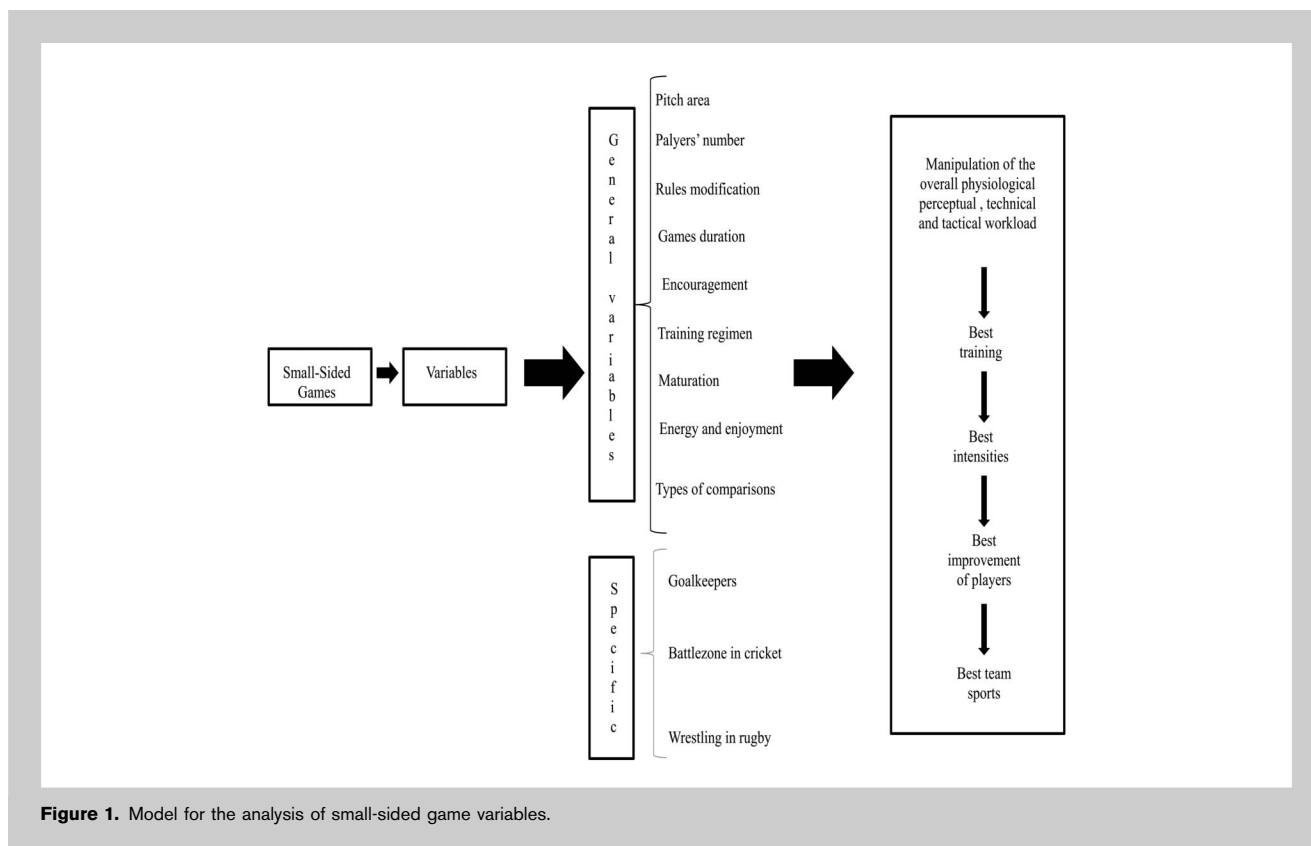 Small-Sided
Games
Variables
General variables
Pitch area
Palyers' number
Rules modification
Games duration
Encouragement
Training regimen
Maturation
Energy and enjoyment
Types of comparisons
Specific
Goalkeepers
Battlezone in cricket
Wrestling in rugby
Manipulation of the
overall physiological
perceptual , technical
and tactical workload
Best
training
Best
intensities
Best
improvement
of players
Best team
sports
Figure 1. Model for the analysis of small-sided game variables.